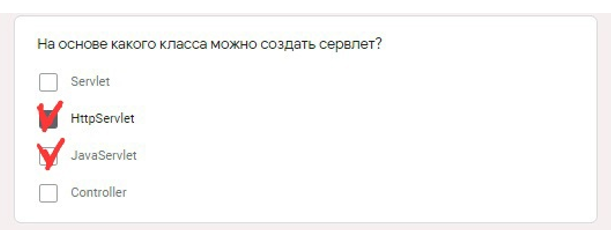 На основе какого класса можно создать сервлет?
Servlet
HttpServlet
JavaServlet
Controller